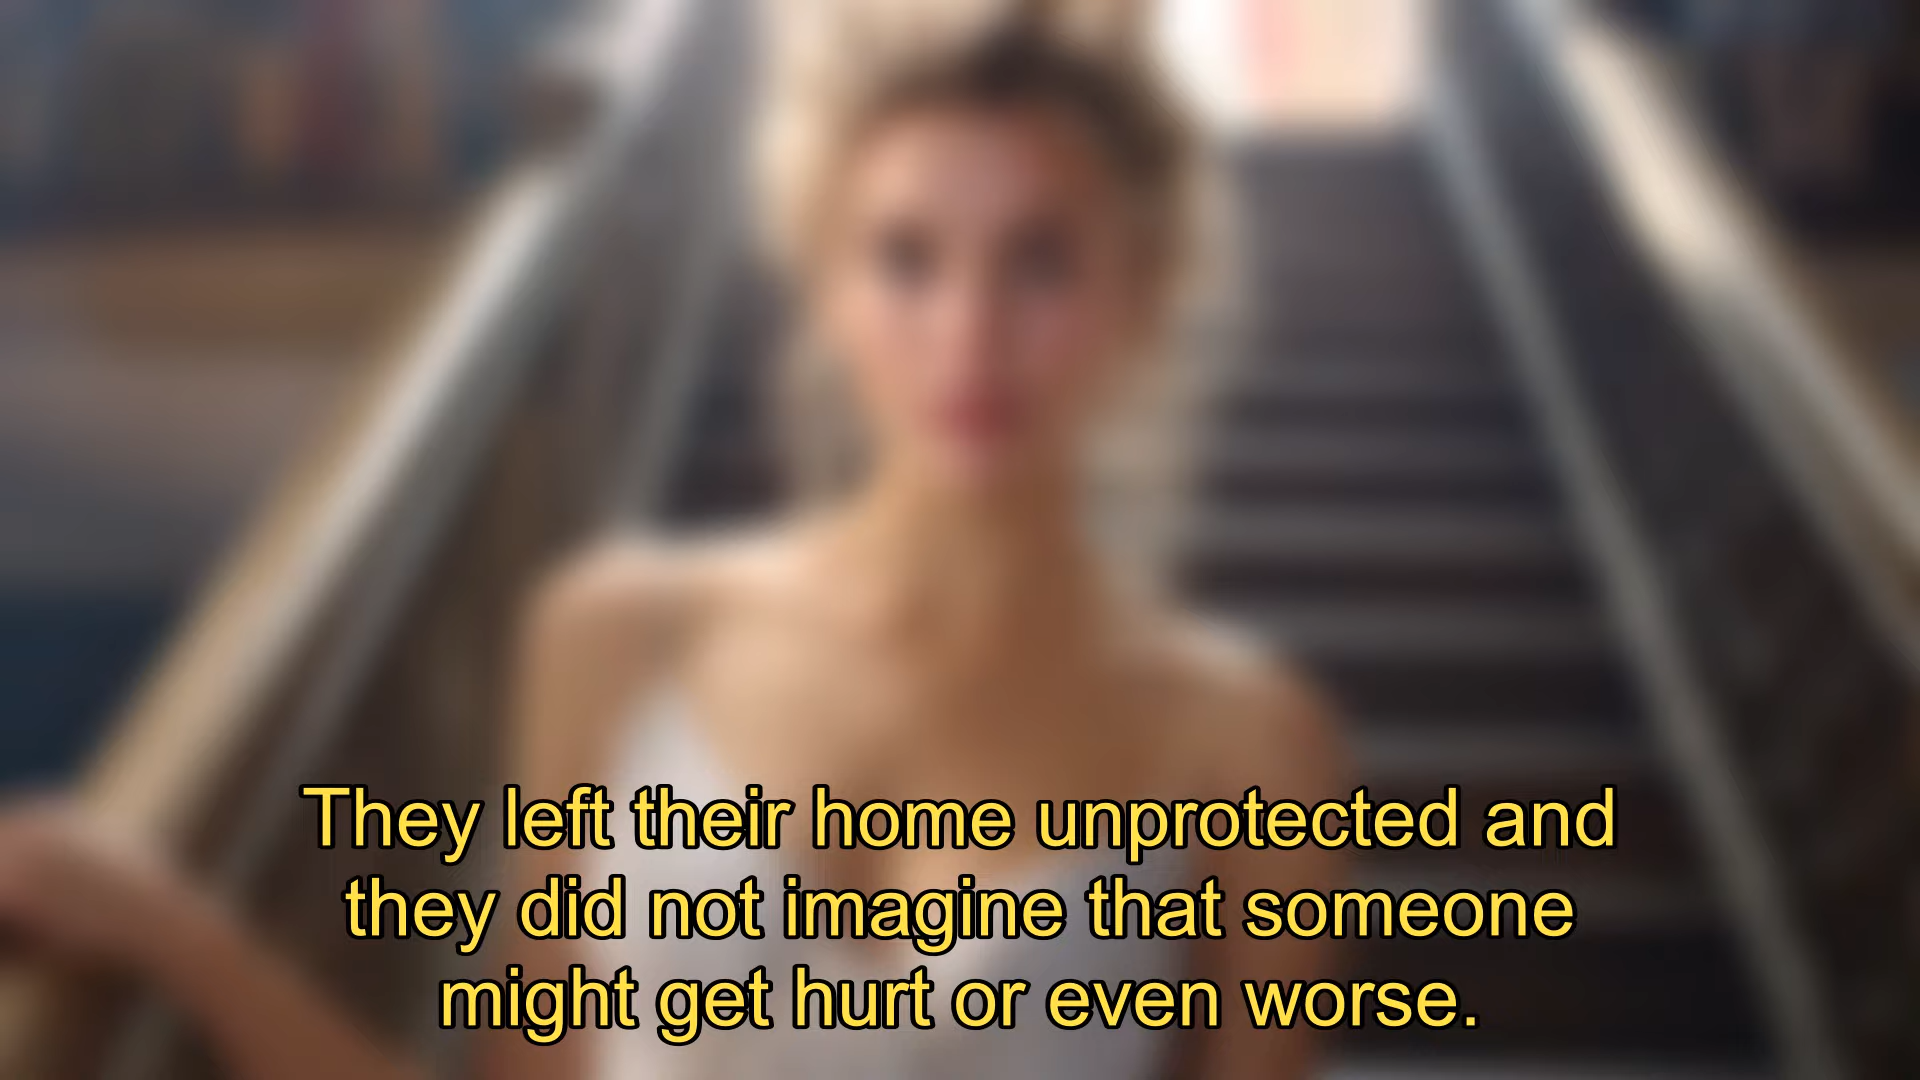 They left their home unprotected and
they did not imagine that someone
might get hurt or even worse.